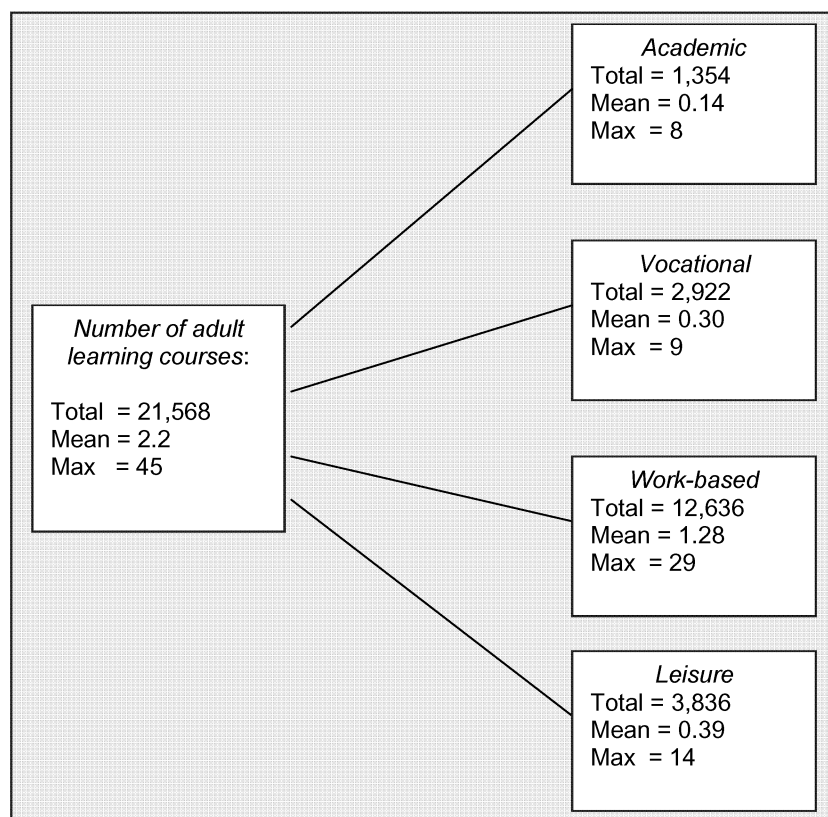 Number of adult
learning courses:
Total = 21,568
Mean = 2.2
Max = 45
Academic
Total = 1,354
Mean = 0.14
Max = 8
Vocational
Total = 2,922
Mean = 0.30
Max = 9
Work-based
Total = 12,636
Mean = 1.28
Max = 29
Leisure
Total = 3,836
Mean = 0.39
Max = 14